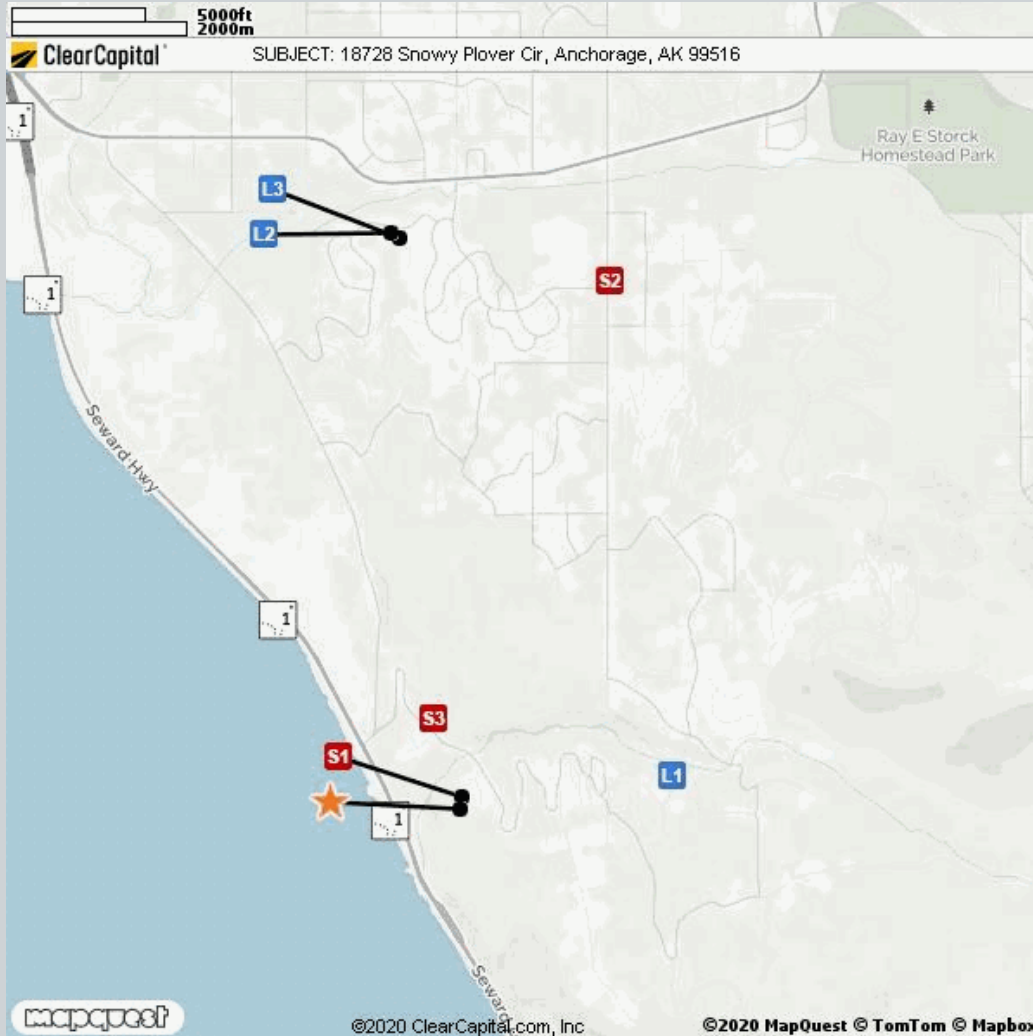 5000ft
2000m
ClearCapital
SUBJECT: 18728 Snowy Plover Cir, Anchorage, AK 99516
1
Ray E Storck
Homestead Park
L3
L2
S2
1
Seward Hwy
1
S3
S1
L1
1
Seward
mapquest
©2020 ClearCapital.com, Inc
©2020 MapQuest © TomTom © Mapbox